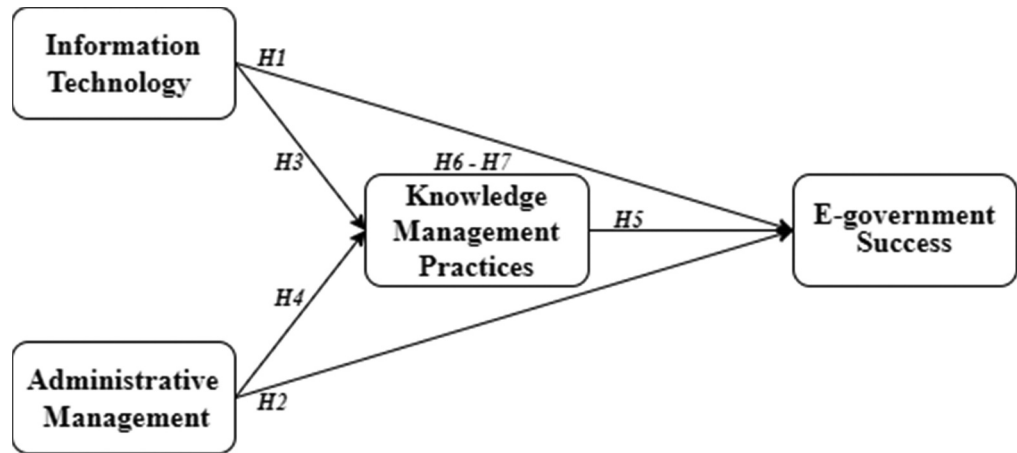 Information
Technology
H1
H3
H6 - H7
Knowledge
Management
Practices
H5
E-government
Success
H4
Administrative
Management
H2